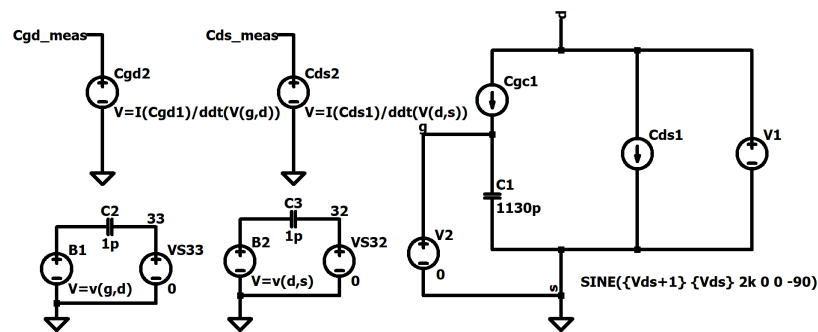 d
Cgd_meas
Cds_meas
Cgd2
Cds2
Cgc1
V=I(Cgd1)/ddt(V(g,d))
V=I(Cds1)/ddt(V(d,s))
g
Cds1
V1
C1
1130p
C2
33
1p
B1
VS33
V=v(g,d)
0
C3
32
1p
B2
VS32
V=v(d,s)
0
V2
0
s
SINE({Vds+1} {Vds} 2k 0 0 -90)